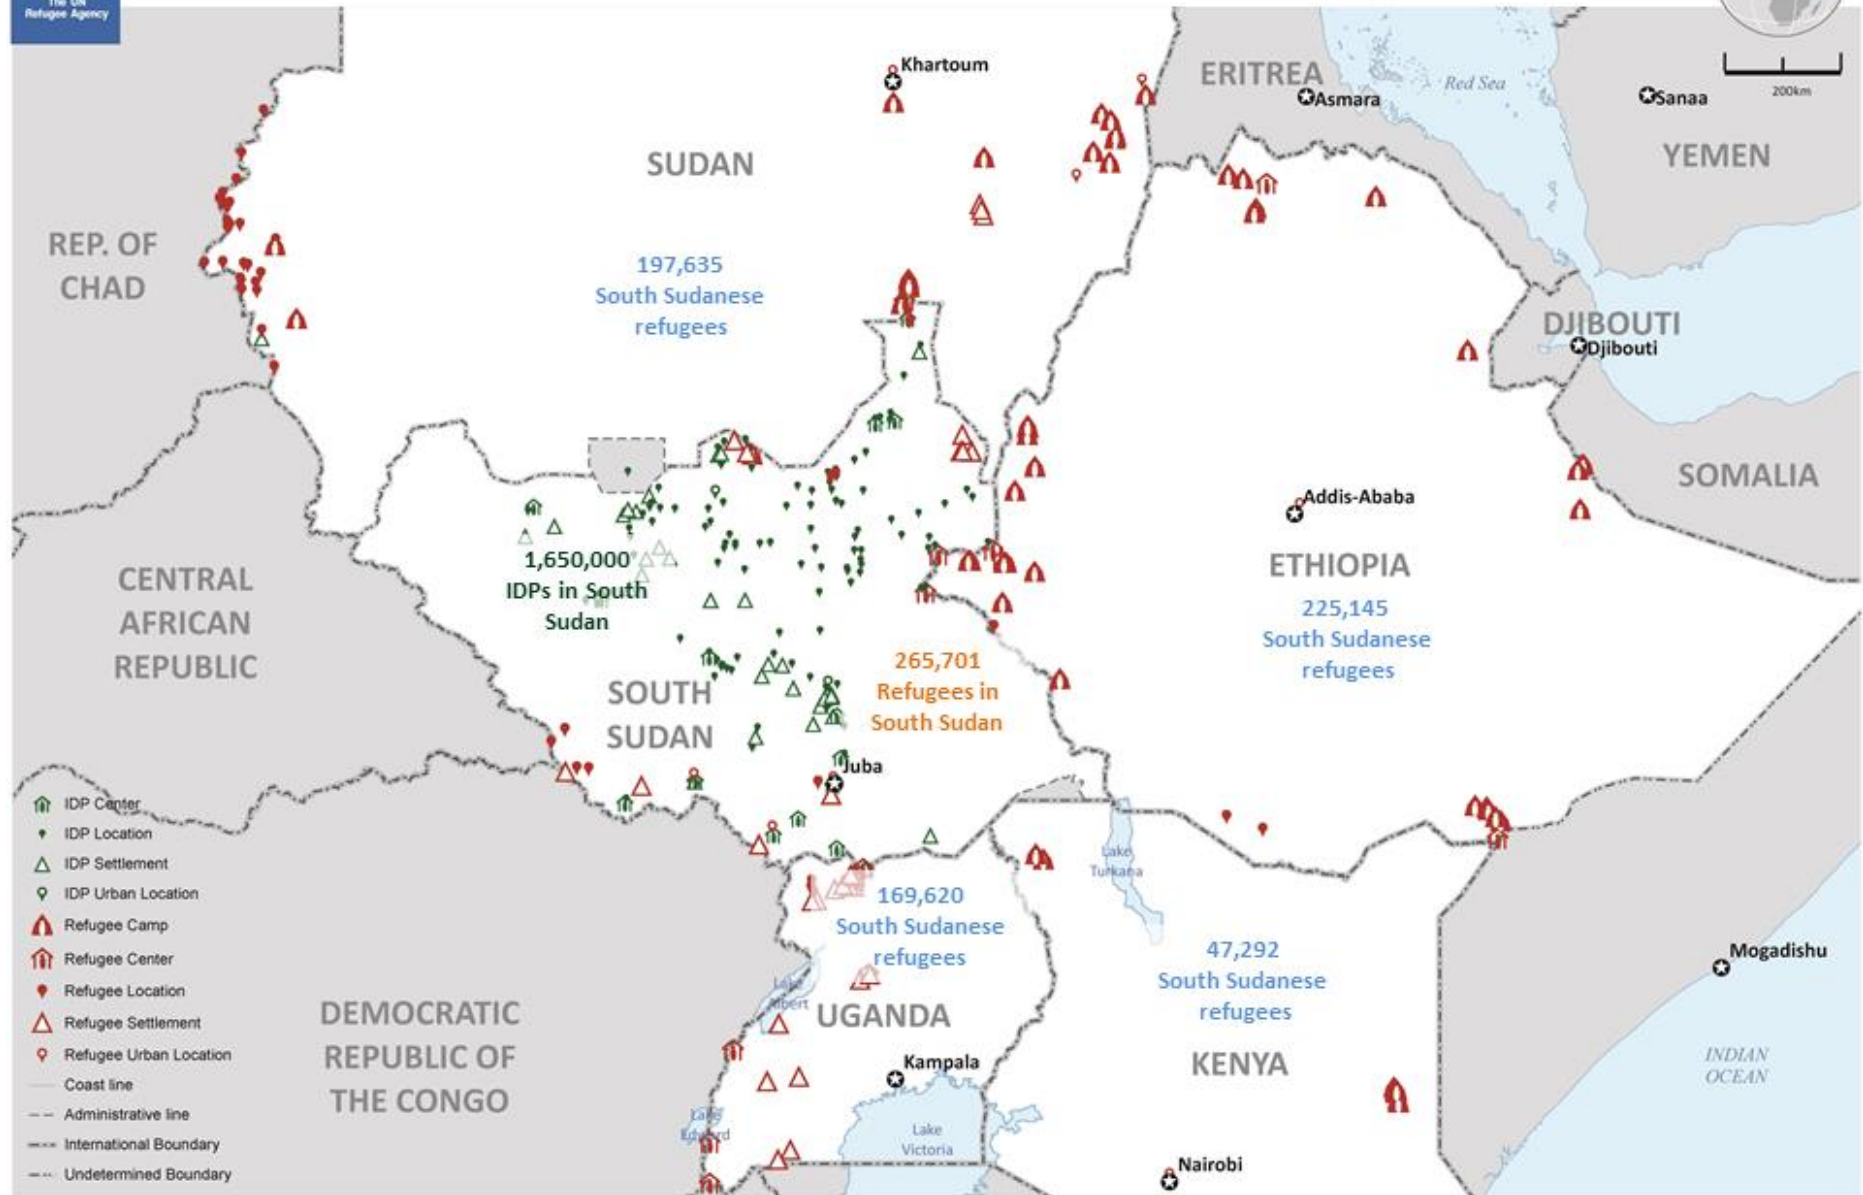 The UN
Refugee Agency
Khartoum
ERITREA
Asmara
Red Sea
Sanaa
200km
YEMEN
SUDAN
REP. OF
CHAD
197,635
South Sudanese
refugees
DJIBOUTI
Djibouti
SOMALIA
Addis-Ababa
ETHIOPIA
225,145
South Sudanese
refugees
1,650,000
IDPs in South
Sudan
CENTRAL
AFRICAN
REPUBLIC
265,701
Refugees in
South Sudan
SOUTH
SUDAN
Juba
IDP Center
IDP Location
IDP Settlement
IDP Urban Location
Refugee Camp
Refugee Center
Refugee Location
Refugee Settlement
Refugee Urban Location
Coast line
Administrative line
International Boundary
Undetermined Boundary
Lake
Turkana
169,620
South Sudanese
refugees
47,292
South Sudanese
refugees
Mogadishu
Lake
Albert
UGANDA
DEMOCRATIC
REPUBLIC OF
THE CONGO
Kampala
KENYA
INDIAN
OCEAN
Lake
Edward
Lake
Victoria
Nairobi